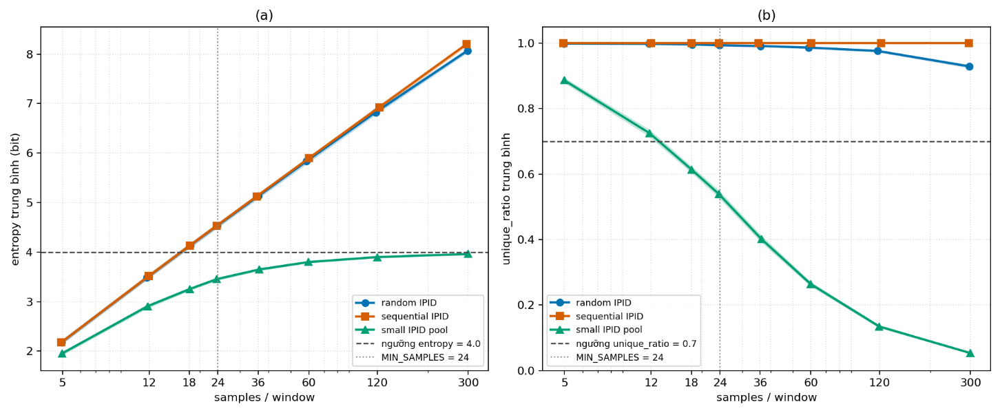 (a)
entropy trung bình (bit)
8
7
6
5
4
3
2
random IPID
sequential IPID
small IPID pool
ngưỡng entropy = 4.0
MIN_SAMPLES = 24
5 12 18 24 36 60 120 300
samples / window
(b)
unique_ratio trung bình
1.0
0.8
0.6
0.4
0.2
0.0
random IPID
sequential IPID
small IPID pool
ngưỡng unique_ratio = 0.7
MIN_SAMPLES = 24
5 12 18 24 36 60 120 300
samples / window